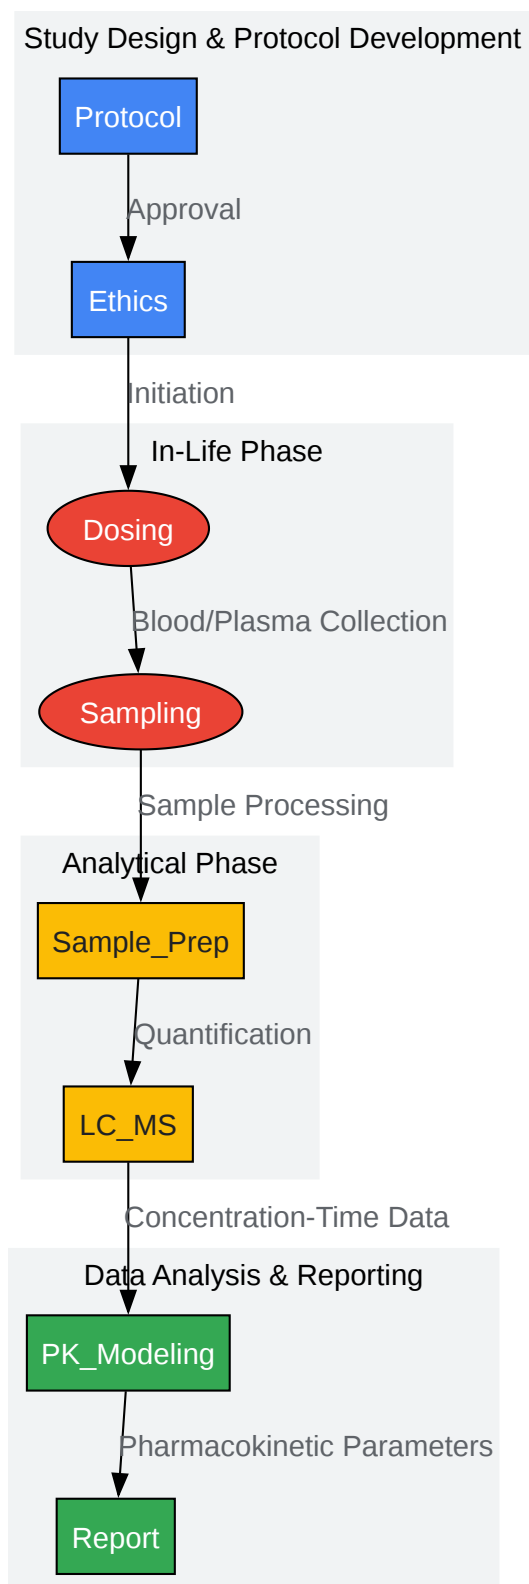 Study Design & Protocol Development
Protocol
Approval
Ethics
Initiation
In-Life Phase
Dosing
Blood/Plasma Collection
Sampling
Sample Processing
Analytical Phase
Sample_Prep
Quantification
LC_MS
Concentration-Time Data
Data Analysis & Reporting
PK_Modeling
Pharmacokinetic Parameters
Report